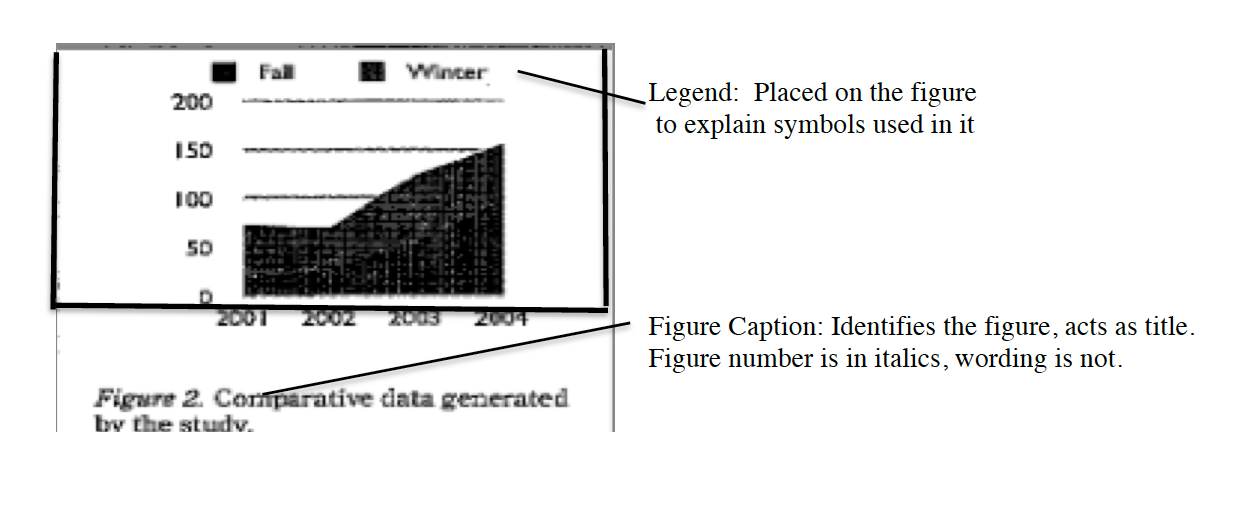 Fall Winter
200
150
100
50
0
2001 2002 2003 2004
Legend: Placed on the figure
to explain symbols used in it
Figure Caption: Identifies the figure, acts as title.
Figure number is in italics, wording is not.
Figure 2. Comparative data generated
by the study.